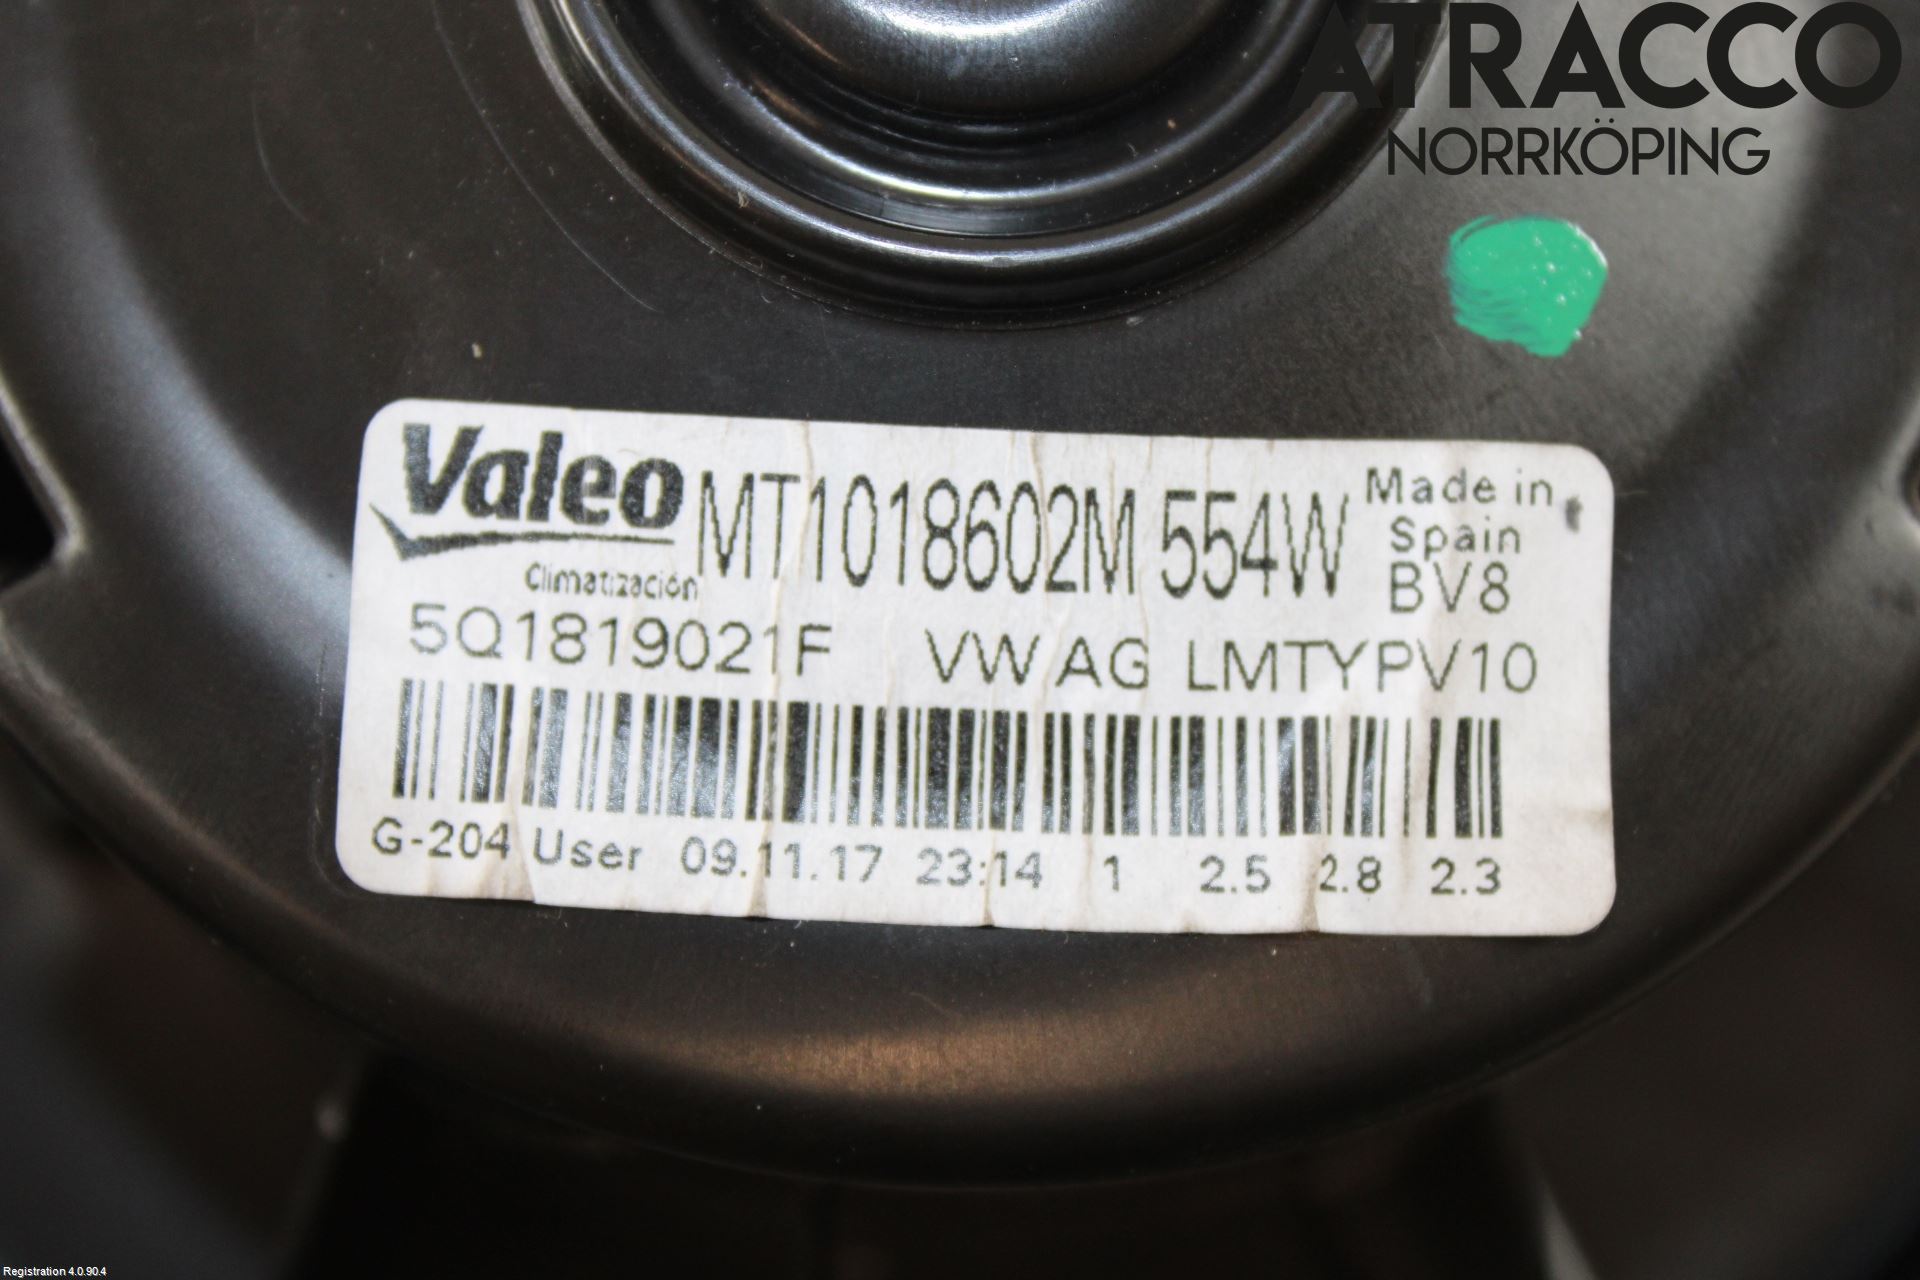 ATRACCO
NORRKÖPING
Valeo MT1018602M 554W Made in
Spain
Climatización BV8
5Q1819021F VW AG LMTYPV10
G-204 User 09.11.17 23:14 1 2.5 2.8 2.3
Registration 4.0.90.4